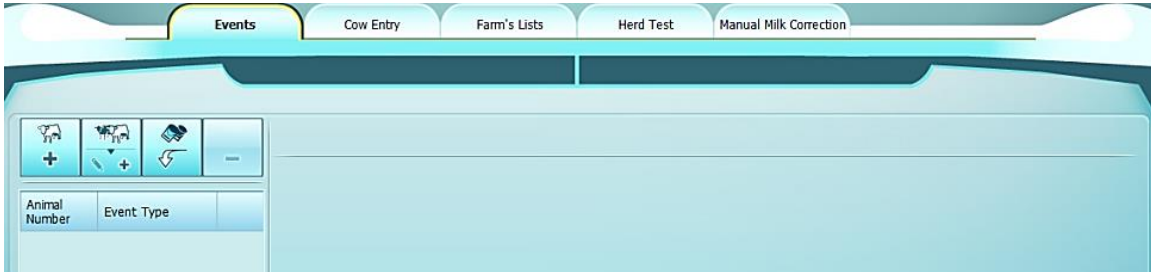 Events Cow Entry Farm's Lists Herd Test Manual Milk Correction
Animal
Number Event Type